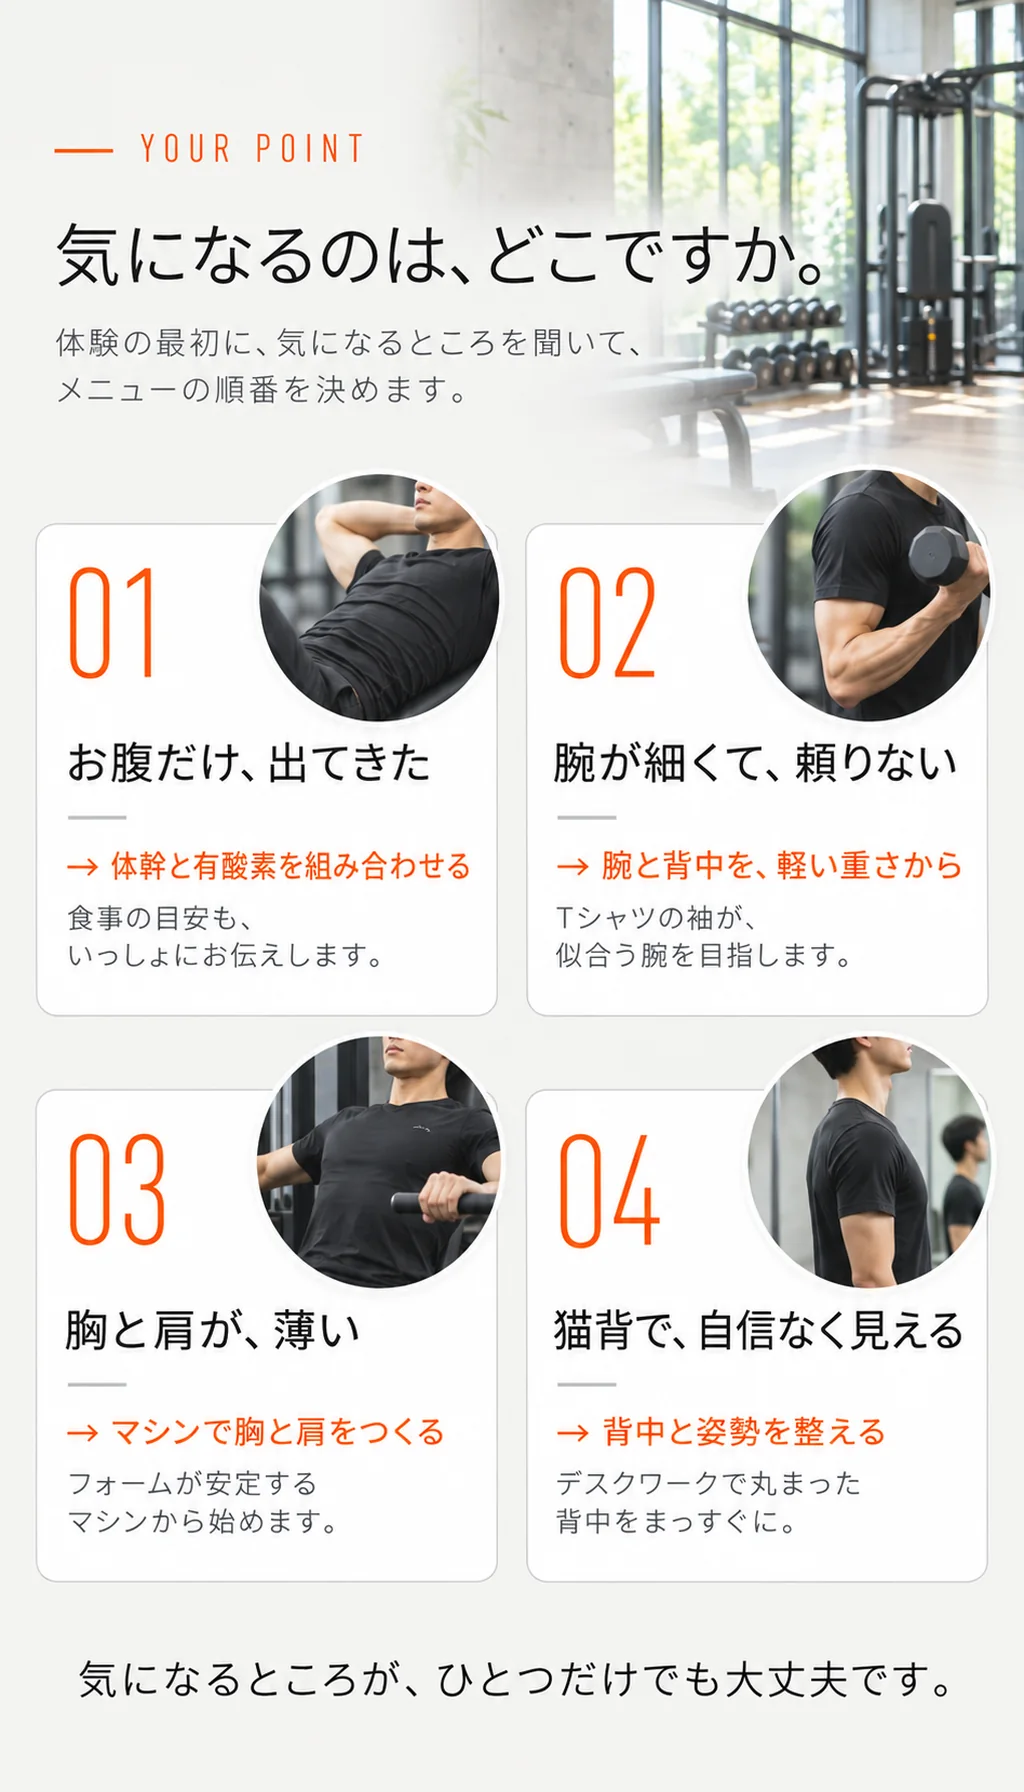 YOUR POINT
気になるのは、どこですか。
体験の最初に、気になるところを聞いて、
メニューの順番を決めます。
01
お腹だけ、出てきた
→ 体幹と有酸素を組み合わせる
食事の目安も、
いっしょにお伝えします。
02
腕が細くて、頼りない
→ 腕と背中を、軽い重さから
Tシャツの袖が、
似合う腕を目指します。
03
胸と肩が、薄い
→ マシンで胸と肩をつくる
フォームが安定する
マシンから始めます。
04
猫背で、自信なく見える
→ 背中と姿勢を整える
デスクワークで丸まった
背中をまっすぐに。
気になるところが、ひとつだけでも大丈夫です。